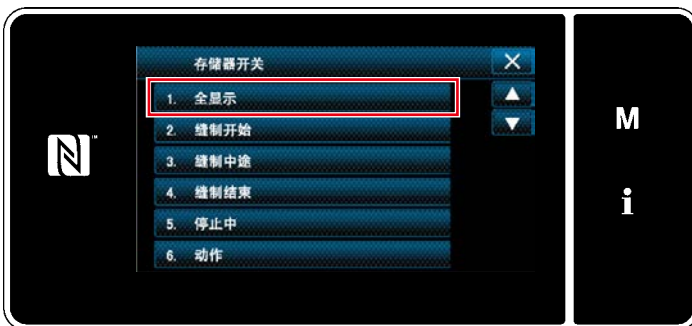 存储器开关
1. 全显示
2. 缝制开始
3. 缝制中途
4. 缝制结束
5. 停止中
6. 动作
M
i